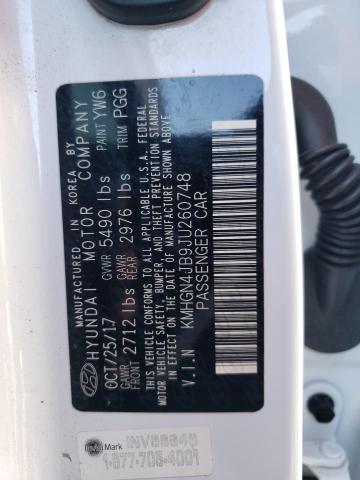 MANUFACTURED IN KOREA BY
HYUNDAI MOTOR COMPANY
OCT/25/17 GVWR 5490 lbs PAINT YW6
GAWR FRONT 2712 lbs GAWR REAR 2976 lbs TRIM PGG
THIS VEHICLE CONFORMS TO ALL APPLICABLE U.S.A. FEDERAL
MOTOR VEHICLE SAFETY, BUMPER, AND THEFT PREVENTION STANDARDS
IN EFFECT ON THE DATE OF MANUFACTURE SHOWN ABOVE.
V.I.N KMHGN4JB9JU260748
PASSENGER CAR
Mark
1-877-706-4001